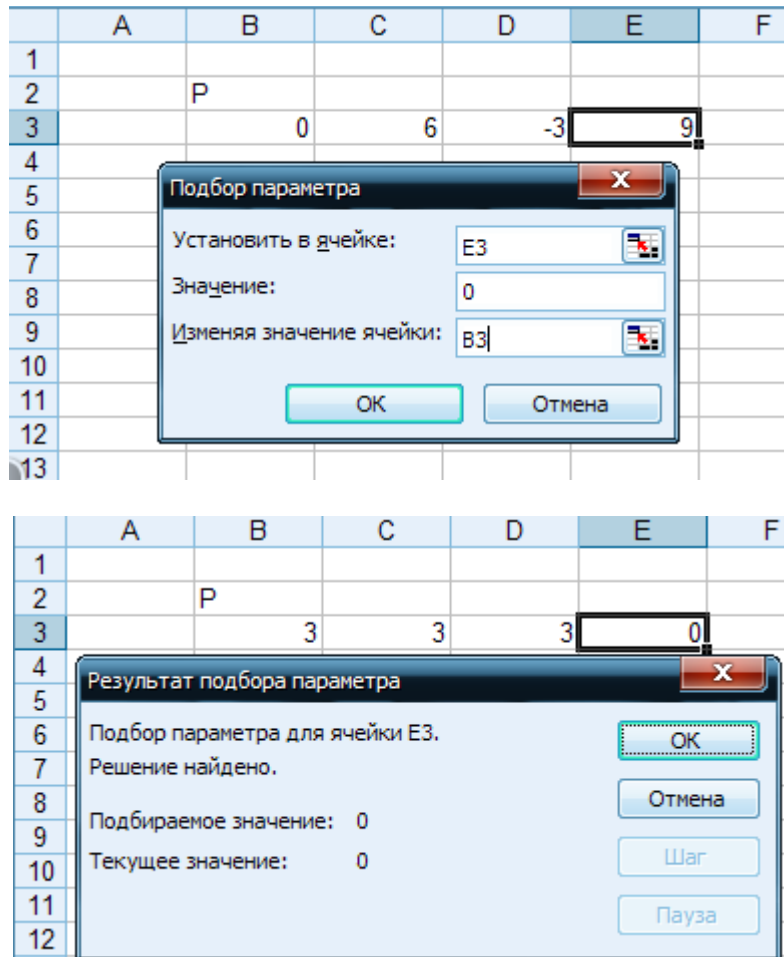 A B C D E F
1
2 P
3 0 6 -3 9
4
5 Подбор параметра x
6 Установить в ячейке: E3
7
8 Значение: 0
9 Изменяя значение ячейки: B3
10
11 OK Отмена
12
13
A B C D E F
1
2 P
3 3 3 3 0
4 Результат подбора параметра x
5
6 Подбор параметра для ячейки E3. OK
7 Решение найдено.
8 Отмена
9 Подбираемое значение: 0
10 Текущее значение: 0 Шаг
11 Пауза
12